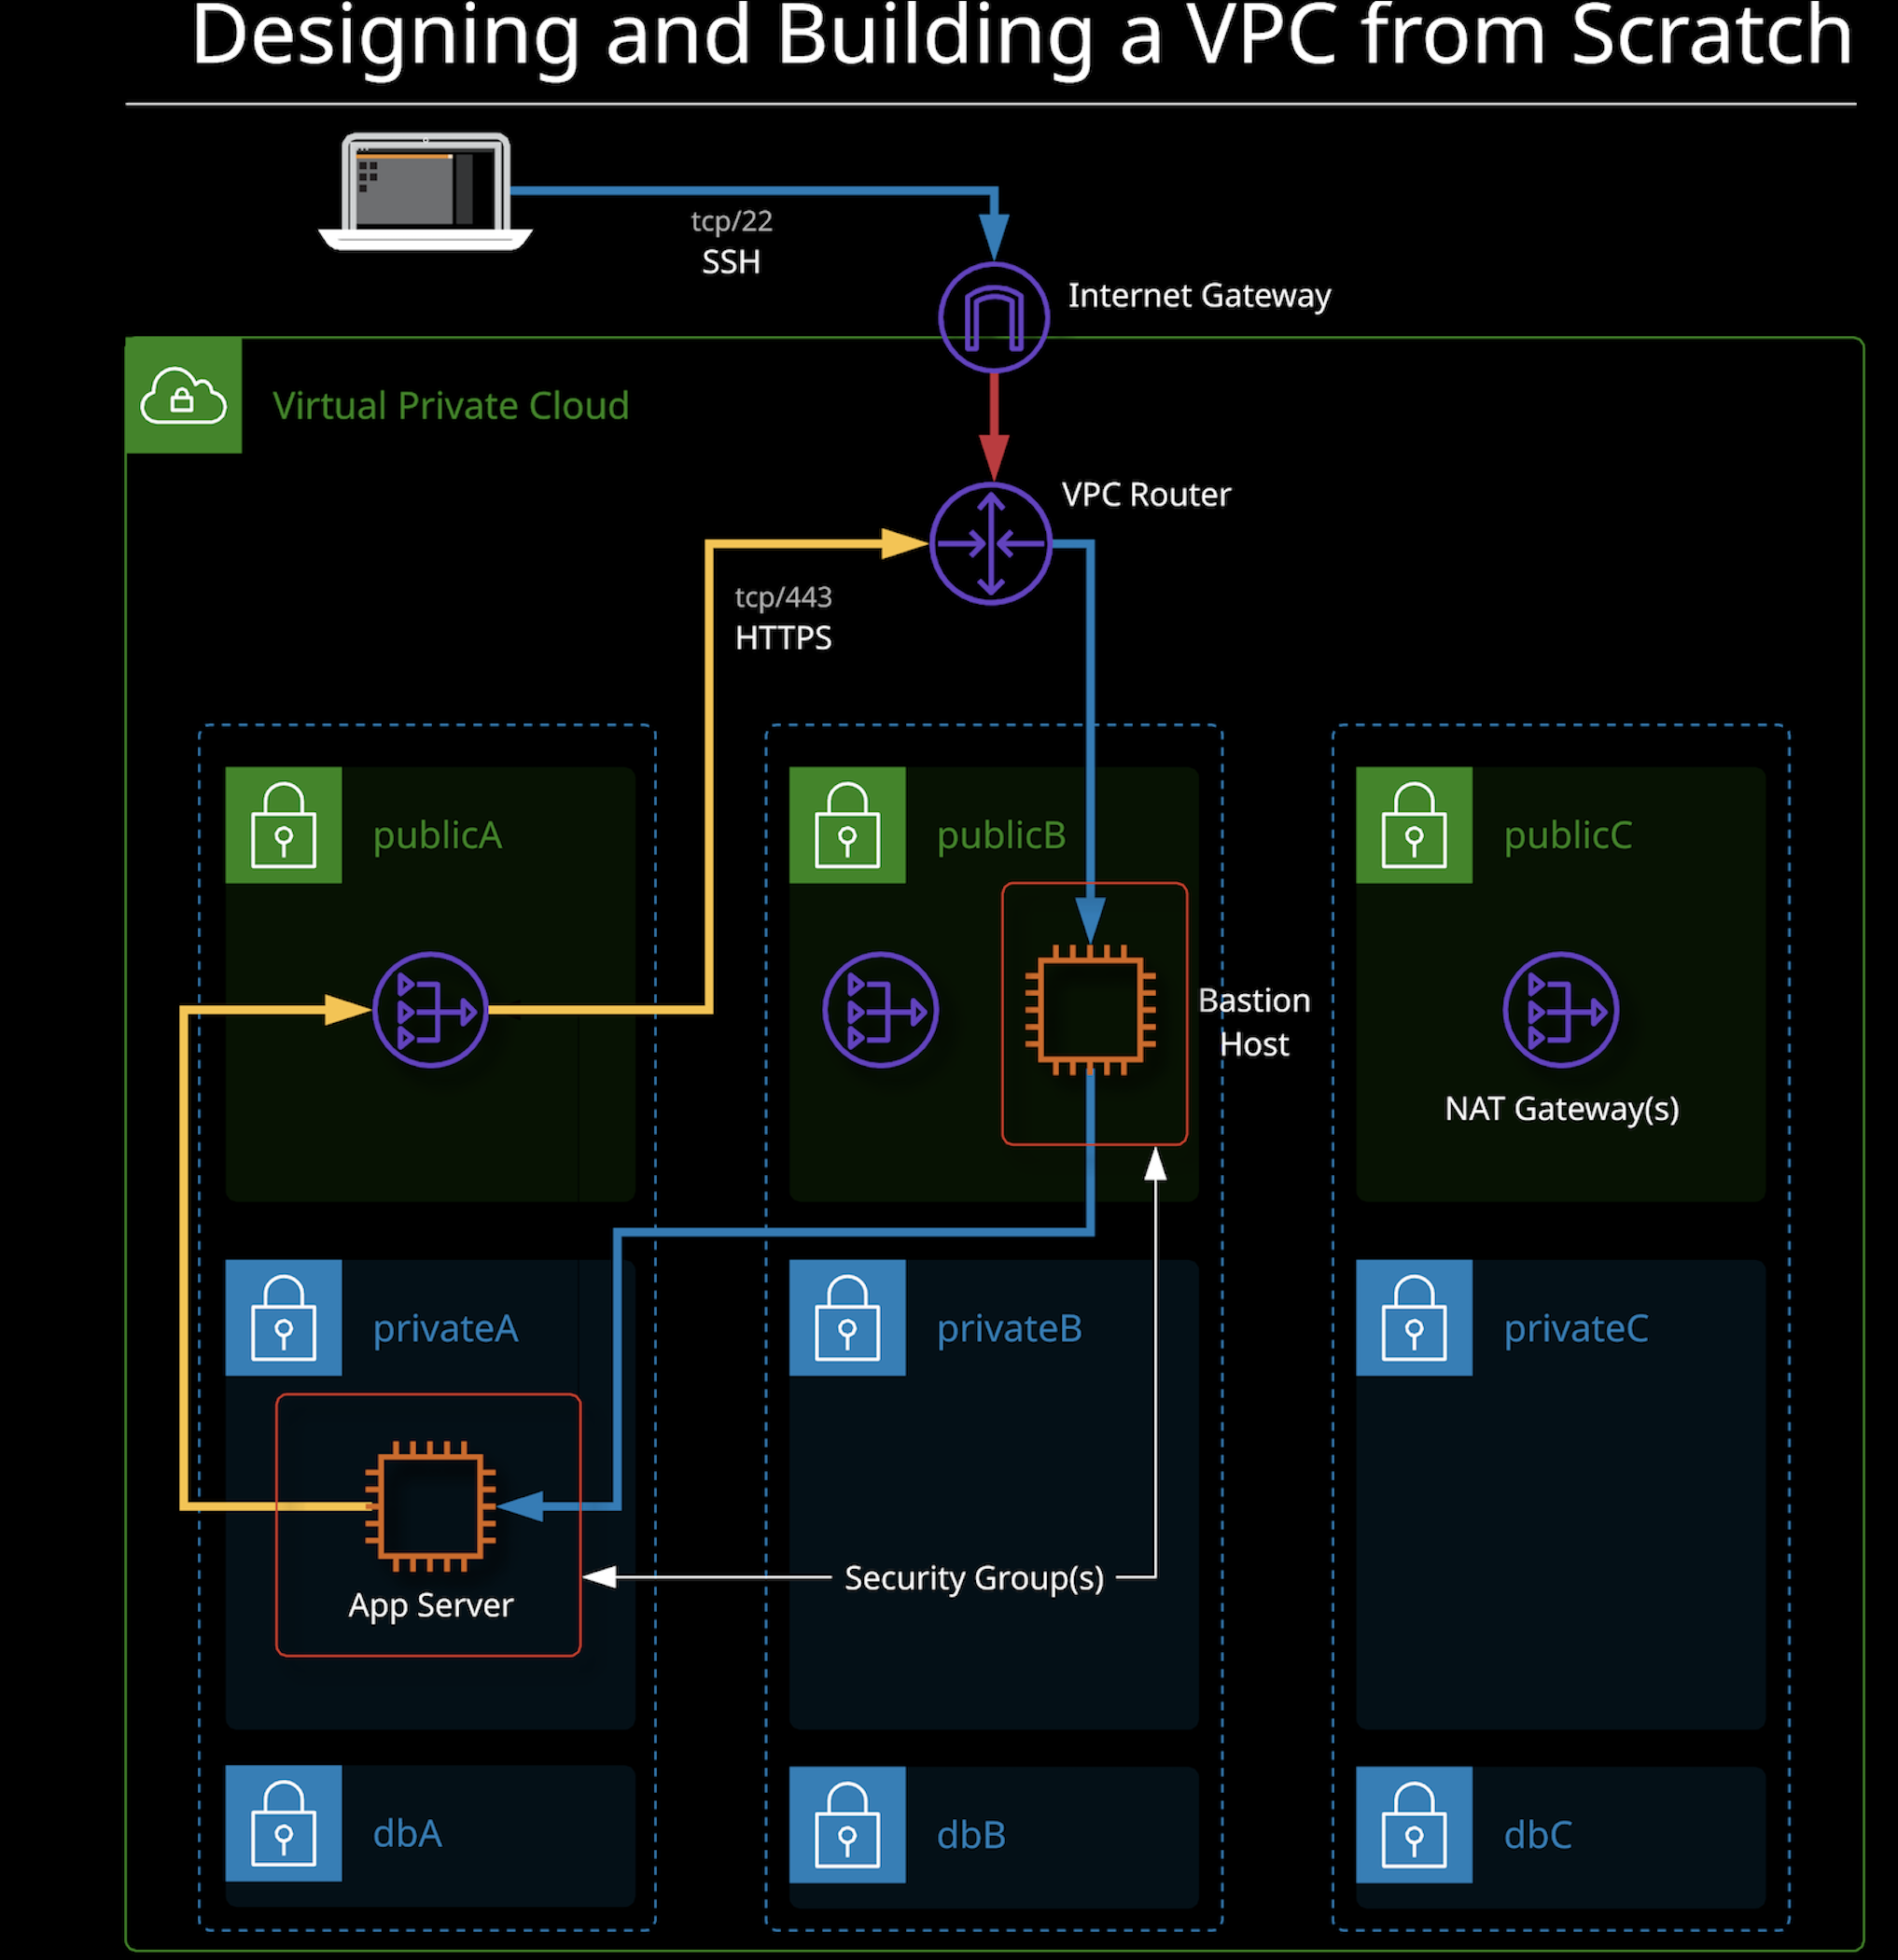 Designing and Building a VPC from Scratch
tcp/22
SSH
Internet Gateway
Virtual Private Cloud
VPC Router
tcp/443
HTTPS
publicA
publicB
publicC
Bastion
Host
NAT Gateway(s)
privateA
privateB
privateC
Security Group(s)
App Server
dbA
dbB
dbC